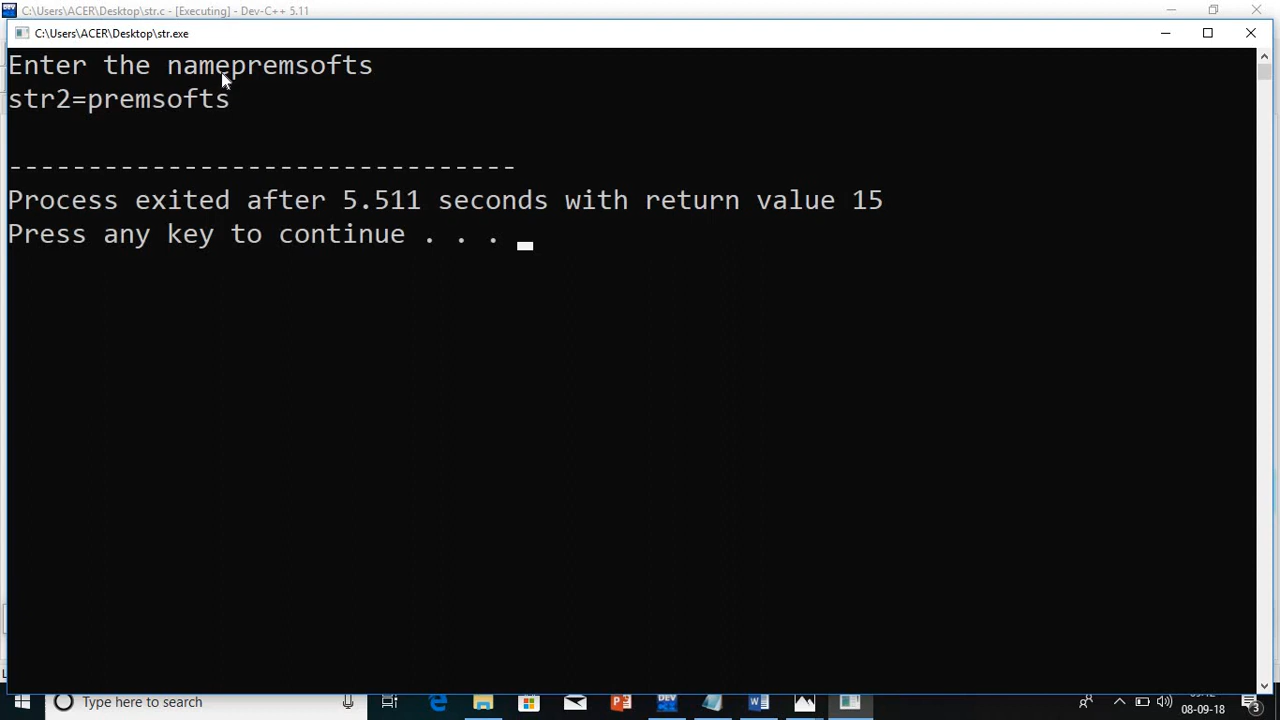 C:\Users\ACER\Desktop\str.c - [Executing] - Dev-C++ 5.11
C:\Users\ACER\Desktop\str.exe
Enter the namepremsofts
str2=premsofts
--------------------------------
Process exited after 5.511 seconds with return value 15
Press any key to continue . . .
Type here to search
08-09-18
3